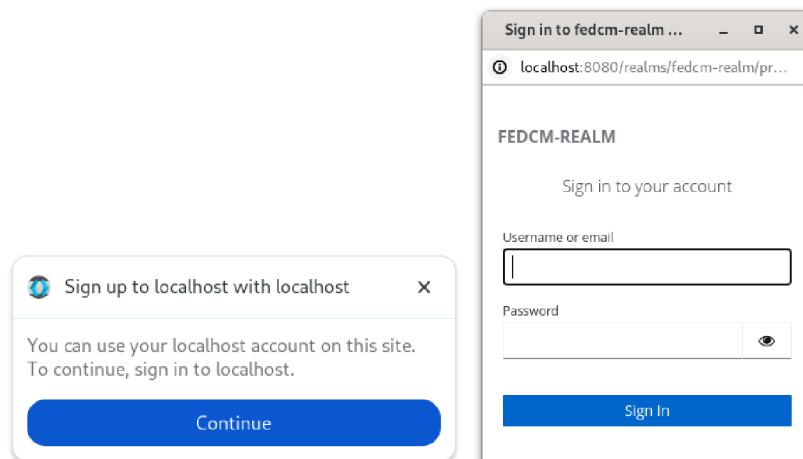 Sign in to fedcm-realm ...
localhost:8080/realms/fedcm-realm/pr...
FEDCM-REALM
Sign in to your account
Username or email
Password
Sign In
Sign up to localhost with localhost
You can use your localhost account on this site.
To continue, sign in to localhost.
Continue